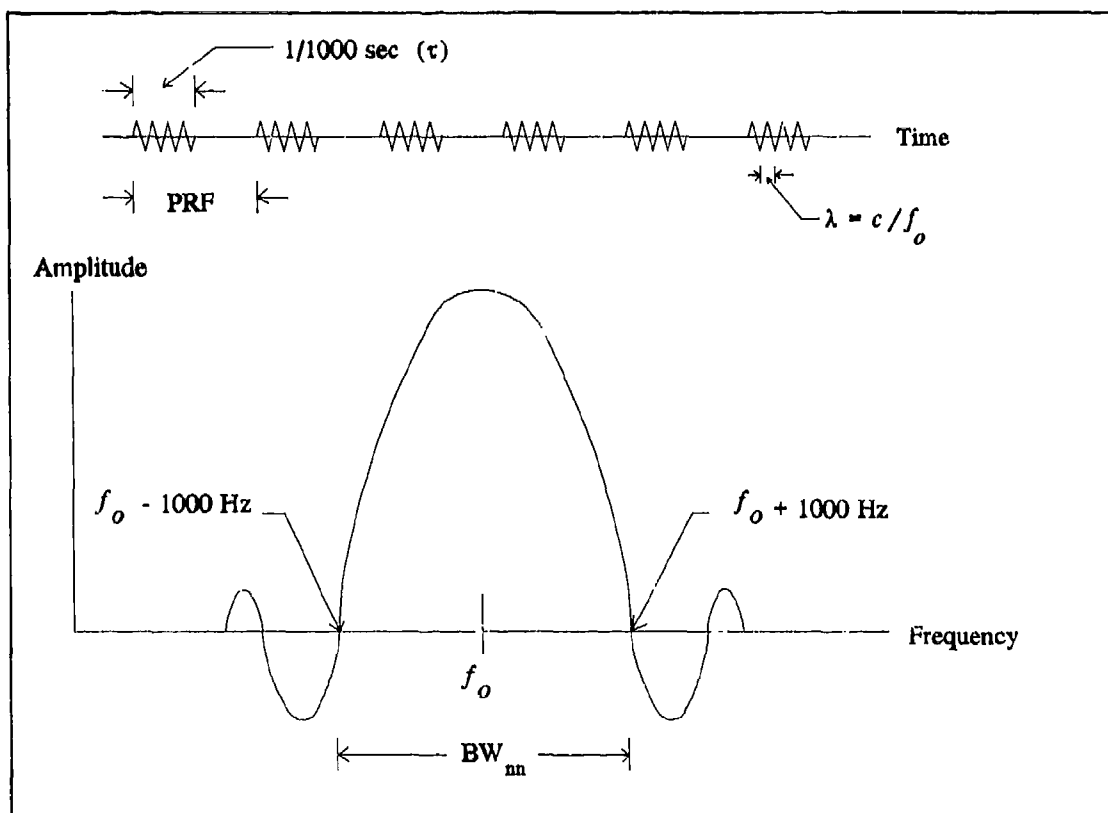 1/1000 sec (τ)
Time
PRF
λ = c/f_o
Amplitude
f_o - 1000 Hz
f_o + 1000 Hz
Frequency
f_o
BW_nn